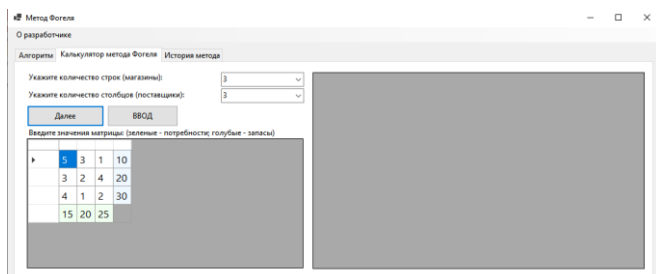 Метод Фогеля
О разработчике
Алгоритм Калькулятор метода Фогеля История метода
Укажите количество строк (магазины): 3
Укажите количество столбцов (поставщики): 3
Далее ВВОД
Введите значения матрицы: (зеленые - потребности; голубые - запасы)
5 3 1 10
3 2 4 20
4 1 2 30
15 20 25